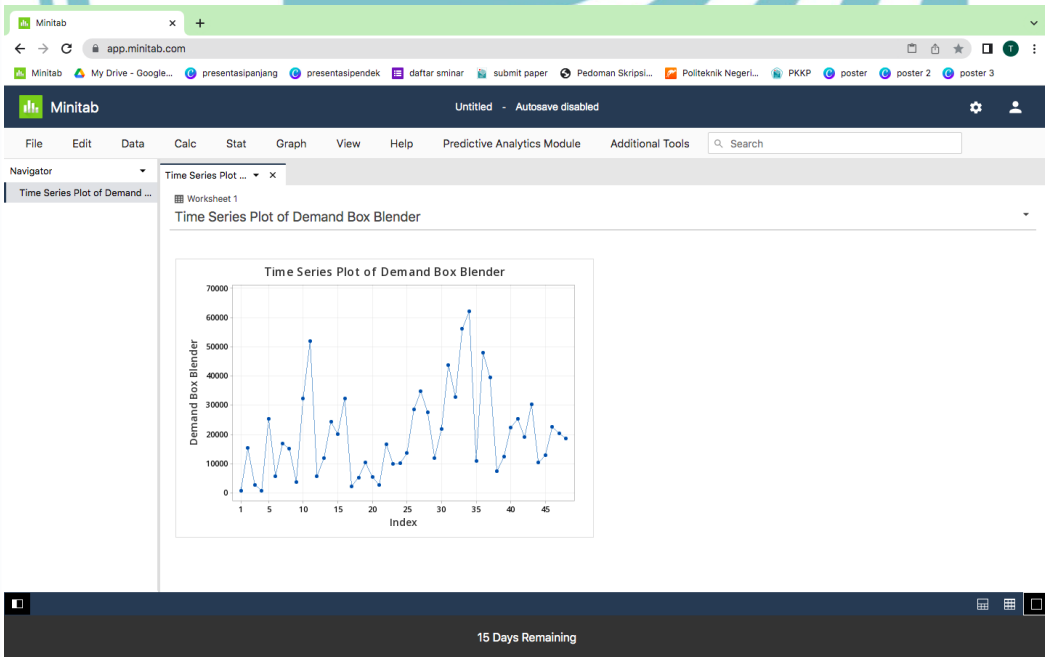 Minitab
app.minitab.com
Minitab My Drive - Googl... presentasipanjang presentasipendek daftar sminar submit paper Pedoman Skripsi... Politeknik Negeri... PKKP poster poster 2 poster 3
Minitab Untitled - Autosave disabled
File Edit Data Calc Stat Graph View Help Predictive Analytics Module Additional Tools Search
Navigator
Time Series Plot of Demand ...
Time Series Plot ...
Worksheet 1
Time Series Plot of Demand Box Blender
Time Series Plot of Demand Box Blender
Demand Box Blender
70000
60000
50000
40000
30000
20000
10000
0
1 5 10 15 20 25 30 35 40 45
Index
15 Days Remaining